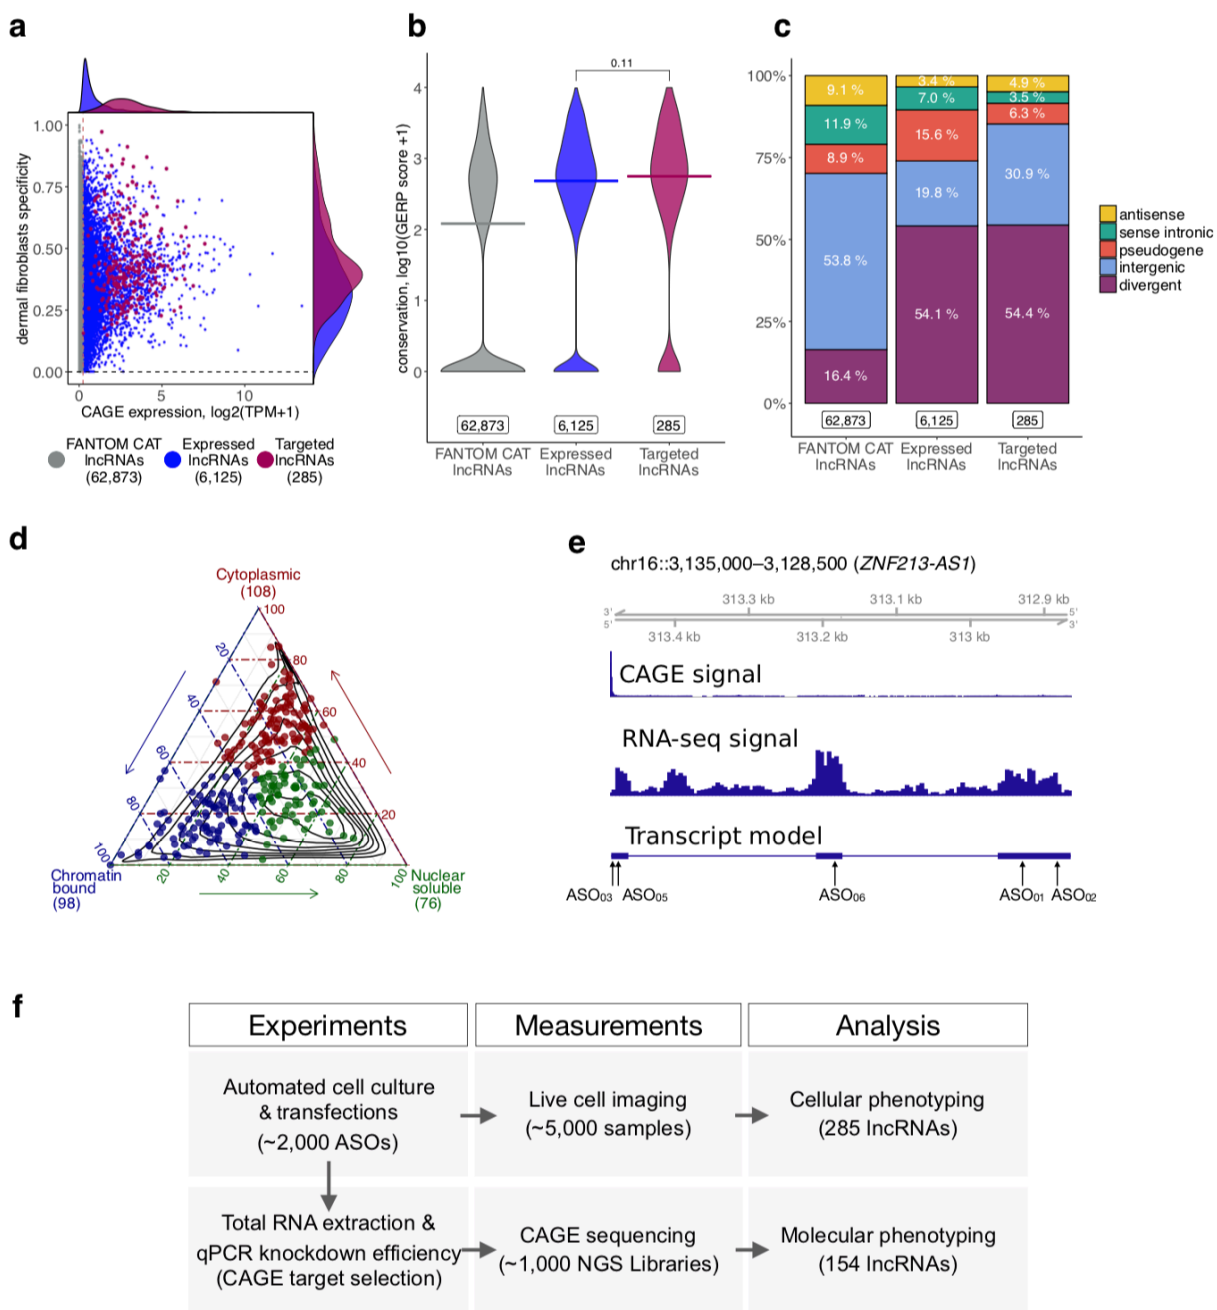 a
dermal fibroblasts specificity
1.00
0.75
0.50
0.25
0.00
0
5
10
CAGE expression, log2(TPM+1)
FANTOM CAT
lncRNAs
(62,873)
Expressed
lncRNAs
(6,125)
Targeted
lncRNAs
(285)
b
conservation, log10(GERP score +1)
4
3
2
1
0
0.11
62,873
6,125
285
FANTOM CAT
lncRNAs
Expressed
lncRNAs
Targeted
lncRNAs
c
100%
75%
50%
25%
0%
9.1 %
11.9 %
8.9 %
53.8 %
16.4 %
3.4 %
7.0 %
15.6 %
19.8 %
54.1 %
4.9 %
3.5 %
6.3 %
30.9 %
54.4 %
62,873
6,125
285
FANTOM CAT
lncRNAs
Expressed
lncRNAs
Targeted
lncRNAs
antisense
sense intronic
pseudogene
intergenic
divergent
d
Cytoplasmic
(108)
100
80
60
40
20
20
40
60
80
100
20
40
60
80
100
Chromatin
bound
(98)
Nuclear
soluble
(76)
e
chr16::3,135,000–3,128,500 (ZNF213-AS1)
313.3 kb
313.1 kb
312.9 kb
3'
5'
5'
3'
313.4 kb
313.2 kb
313 kb
CAGE signal
RNA-seq signal
Transcript model
ASO03
ASO05
ASO06
ASO01
ASO02
f
Experiments
Measurements
Analysis
Automated cell culture
& transfections
(~2,000 ASOs)
Live cell imaging
(~5,000 samples)
Cellular phenotyping
(285 lncRNAs)
Total RNA extraction &
qPCR knockdown efficiency
(CAGE target selection)
CAGE sequencing
(~1,000 NGS Libraries)
Molecular phenotyping
(154 lncRNAs)